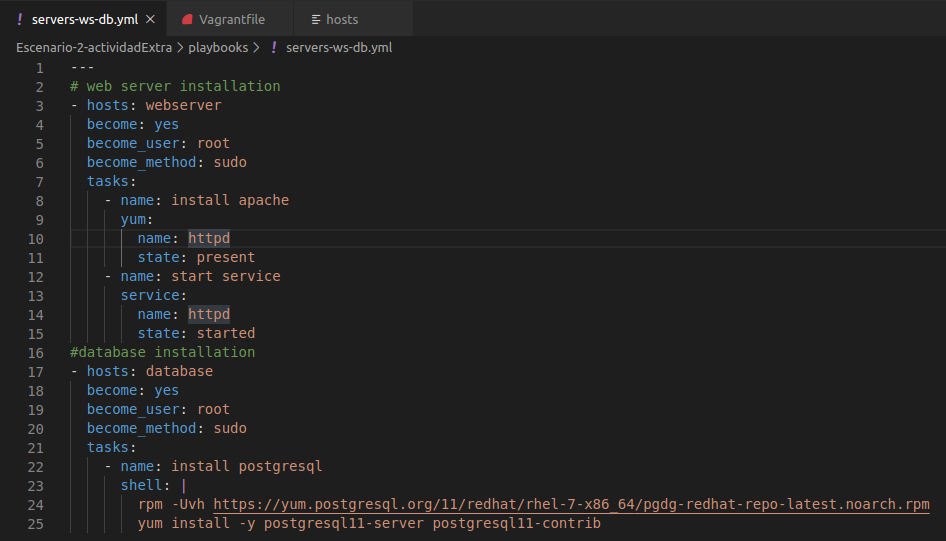 servers-ws-db.yml Vagrantfile hosts
Escenario-2-actividadExtra > playbooks > ! servers-ws-db.yml
1 ---
2 # web server installation
3 - hosts: webserver
4 become: yes
5 become_user: root
6 become_method: sudo
7 tasks:
8 - name: install apache
9 yum:
10 name: httpd
11 state: present
12 - name: start service
13 service:
14 name: httpd
15 state: started
16 #database installation
17 - hosts: database
18 become: yes
19 become_user: root
20 become_method: sudo
21 tasks:
22 - name: install postgresql
23 shell: |
24 rpm -Uvh https://yum.postgresql.org/11/redhat/rhel-7-x86_64/pgdg-redhat-repo-latest.noarch.rpm
25 yum install -y postgresql11-server postgresql11-contrib